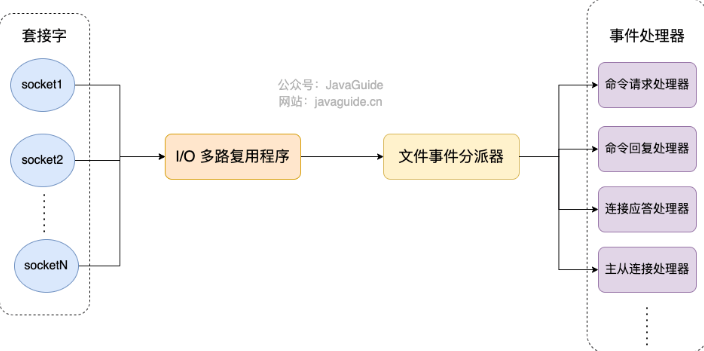 套接字
socket1
socket2
socketN
公众号：JavaGuide
网站：javaguide.cn
I/O 多路复用程序
文件事件分派器
事件处理器
命令请求处理器
命令回复处理器
连接应答处理器
主从连接处理器